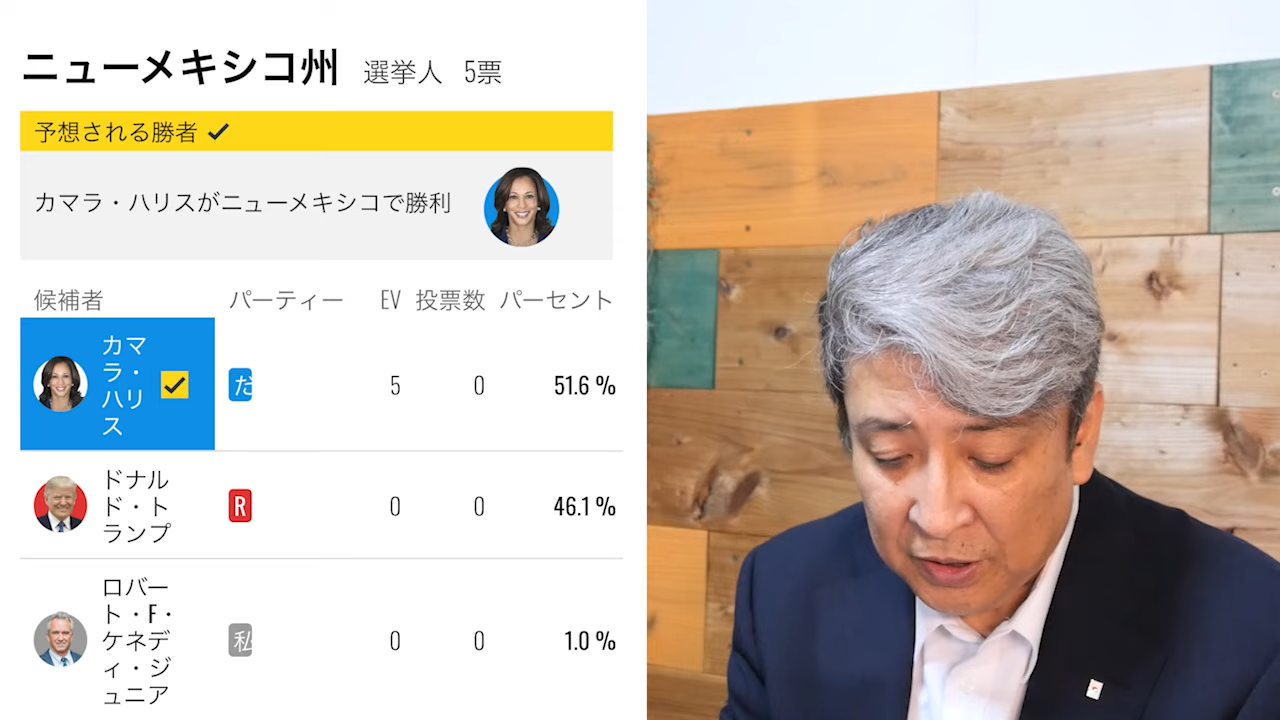 ニューメキシコ州 選挙人 5票
予想される勝者
カマラ・ハリスがニューメキシコで勝利
候補者 パーティー EV 投票数 パーセント
カマ
ラ・
ハリ
ス
だ 5 0 51.6 %
ドナル
ド・ト
ランプ
R 0 0 46.1 %
ロバー
ト・F・
ケネデ
ィ・ジ
ュニア
私 0 0 1.0 %